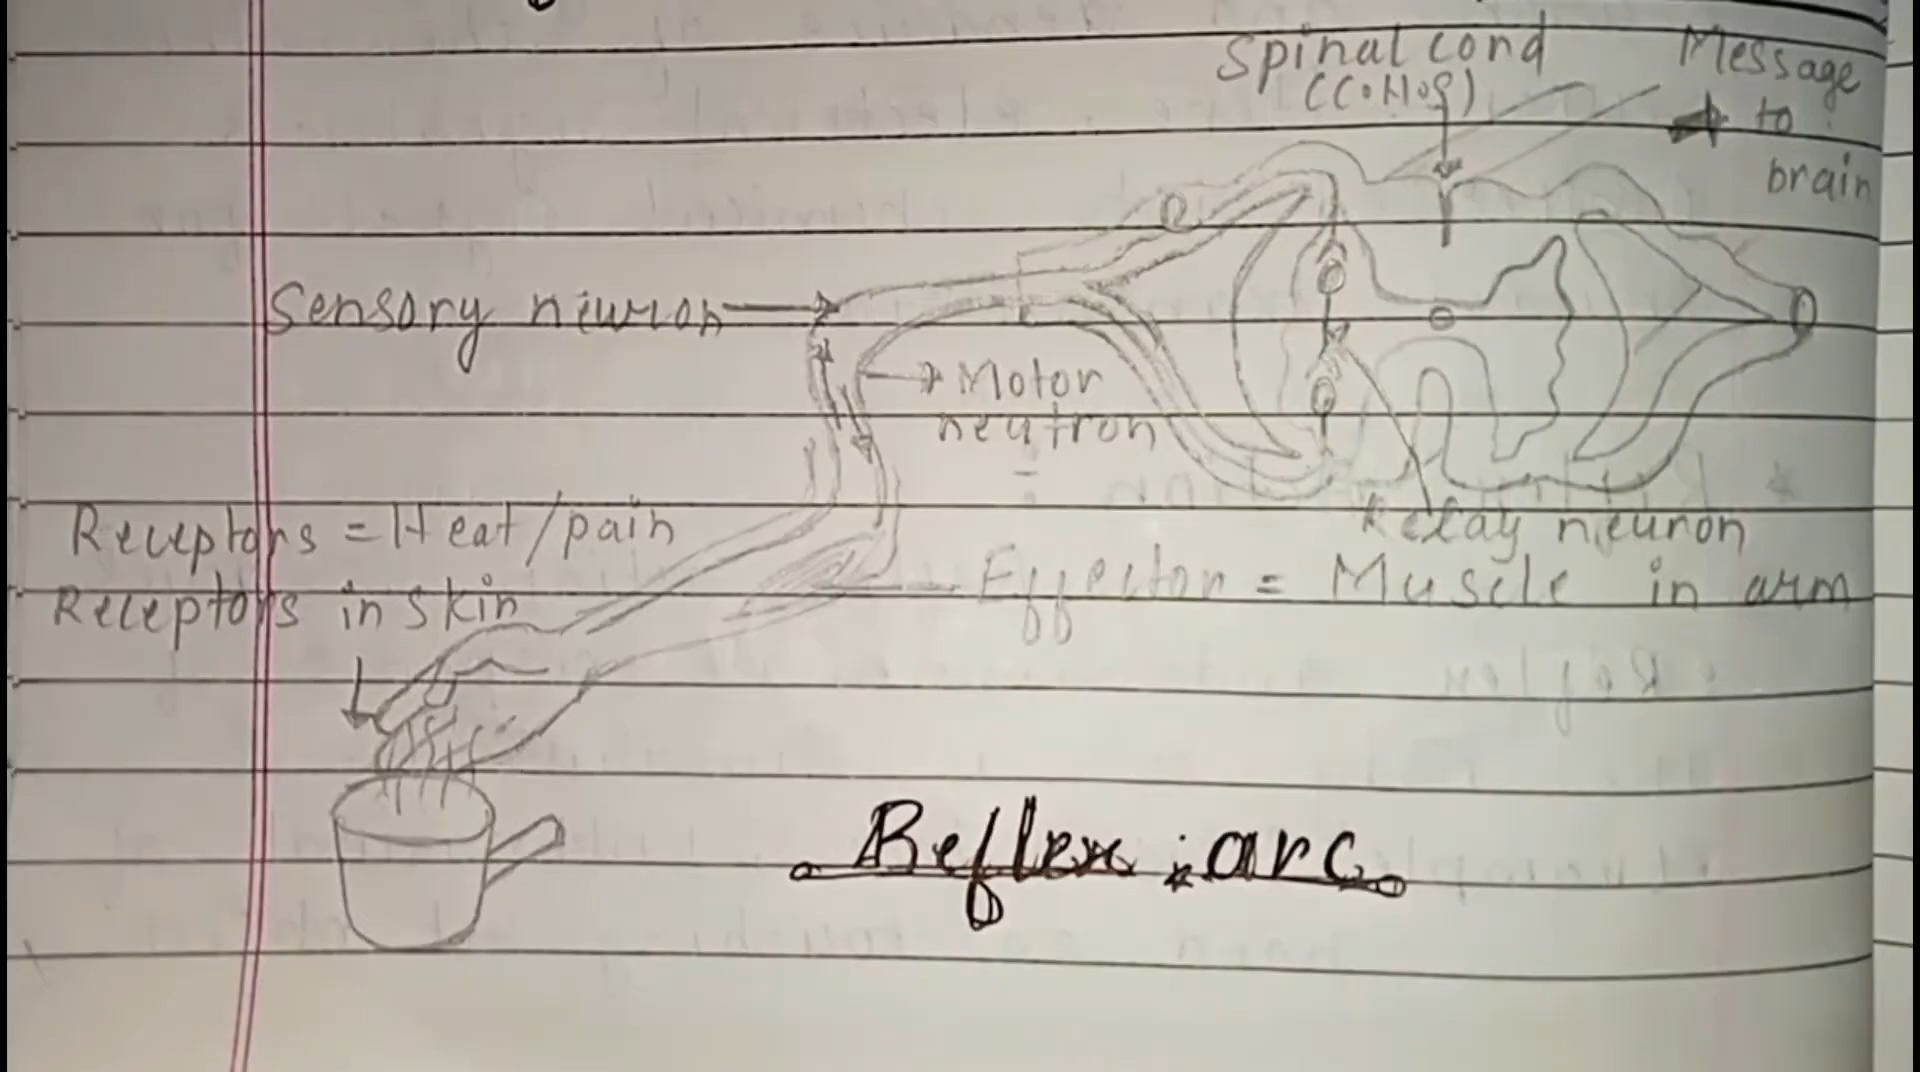 Spinal cond
(C.N.S)
Message
to
brain
Sensory neuron
Motor
neutron
Receptors = Heat/pain
Receptors in skin
Relay neuron
Effector = Muscle in arm
Reflex arc